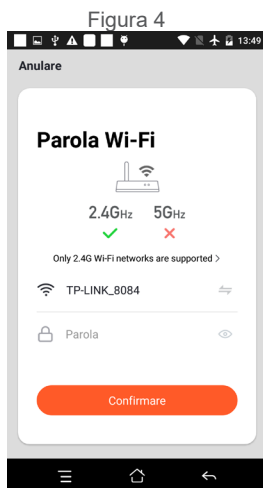 Figura 4
13:49
Anulare
Parola Wi-Fi
2.4GHz 5GHz
Only 2.4G Wi-Fi networks are supported >
TP-LINK_8084
Parola
Confirmare